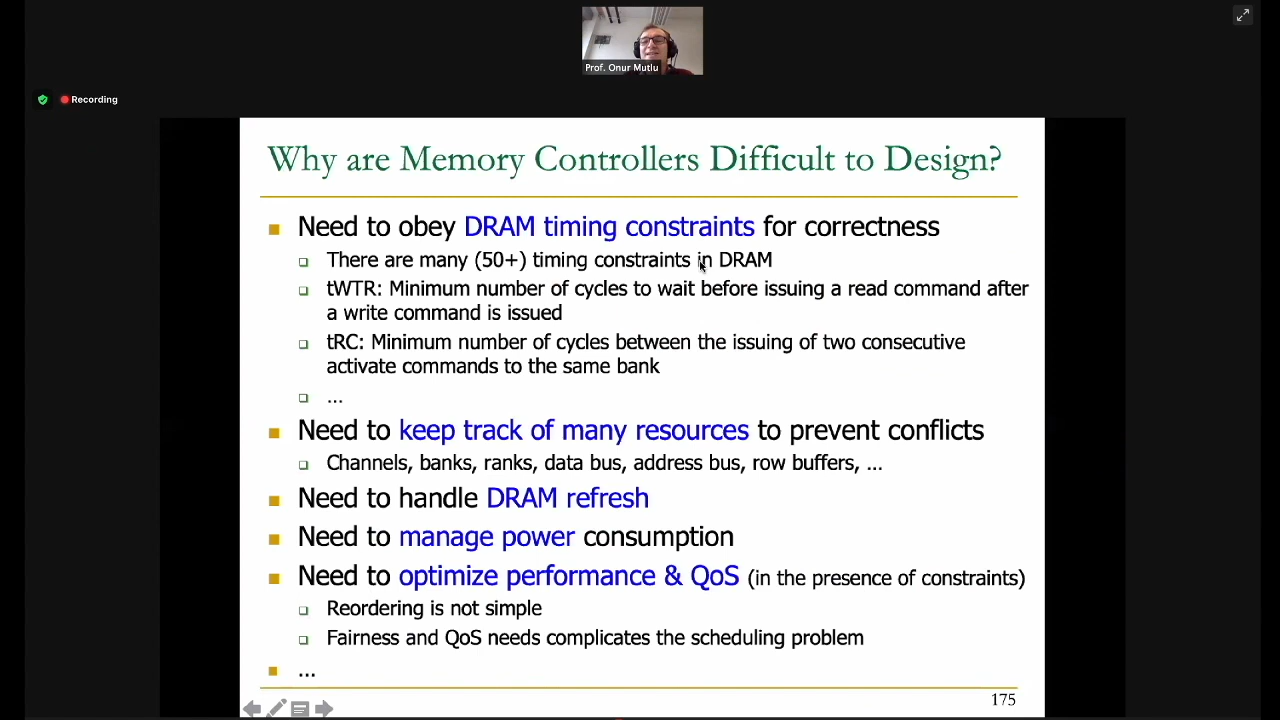 Prof. Onur Mutlu
Recording
Why are Memory Controllers Difficult to Design?
Need to obey DRAM timing constraints for correctness
There are many (50+) timing constraints in DRAM
tWTR: Minimum number of cycles to wait before issuing a read command after
a write command is issued
tRC: Minimum number of cycles between the issuing of two consecutive
activate commands to the same bank
...
Need to keep track of many resources to prevent conflicts
Channels, banks, ranks, data bus, address bus, row buffers, ...
Need to handle DRAM refresh
Need to manage power consumption
Need to optimize performance & QoS (in the presence of constraints)
Reordering is not simple
Fairness and QoS needs complicates the scheduling problem
...
175